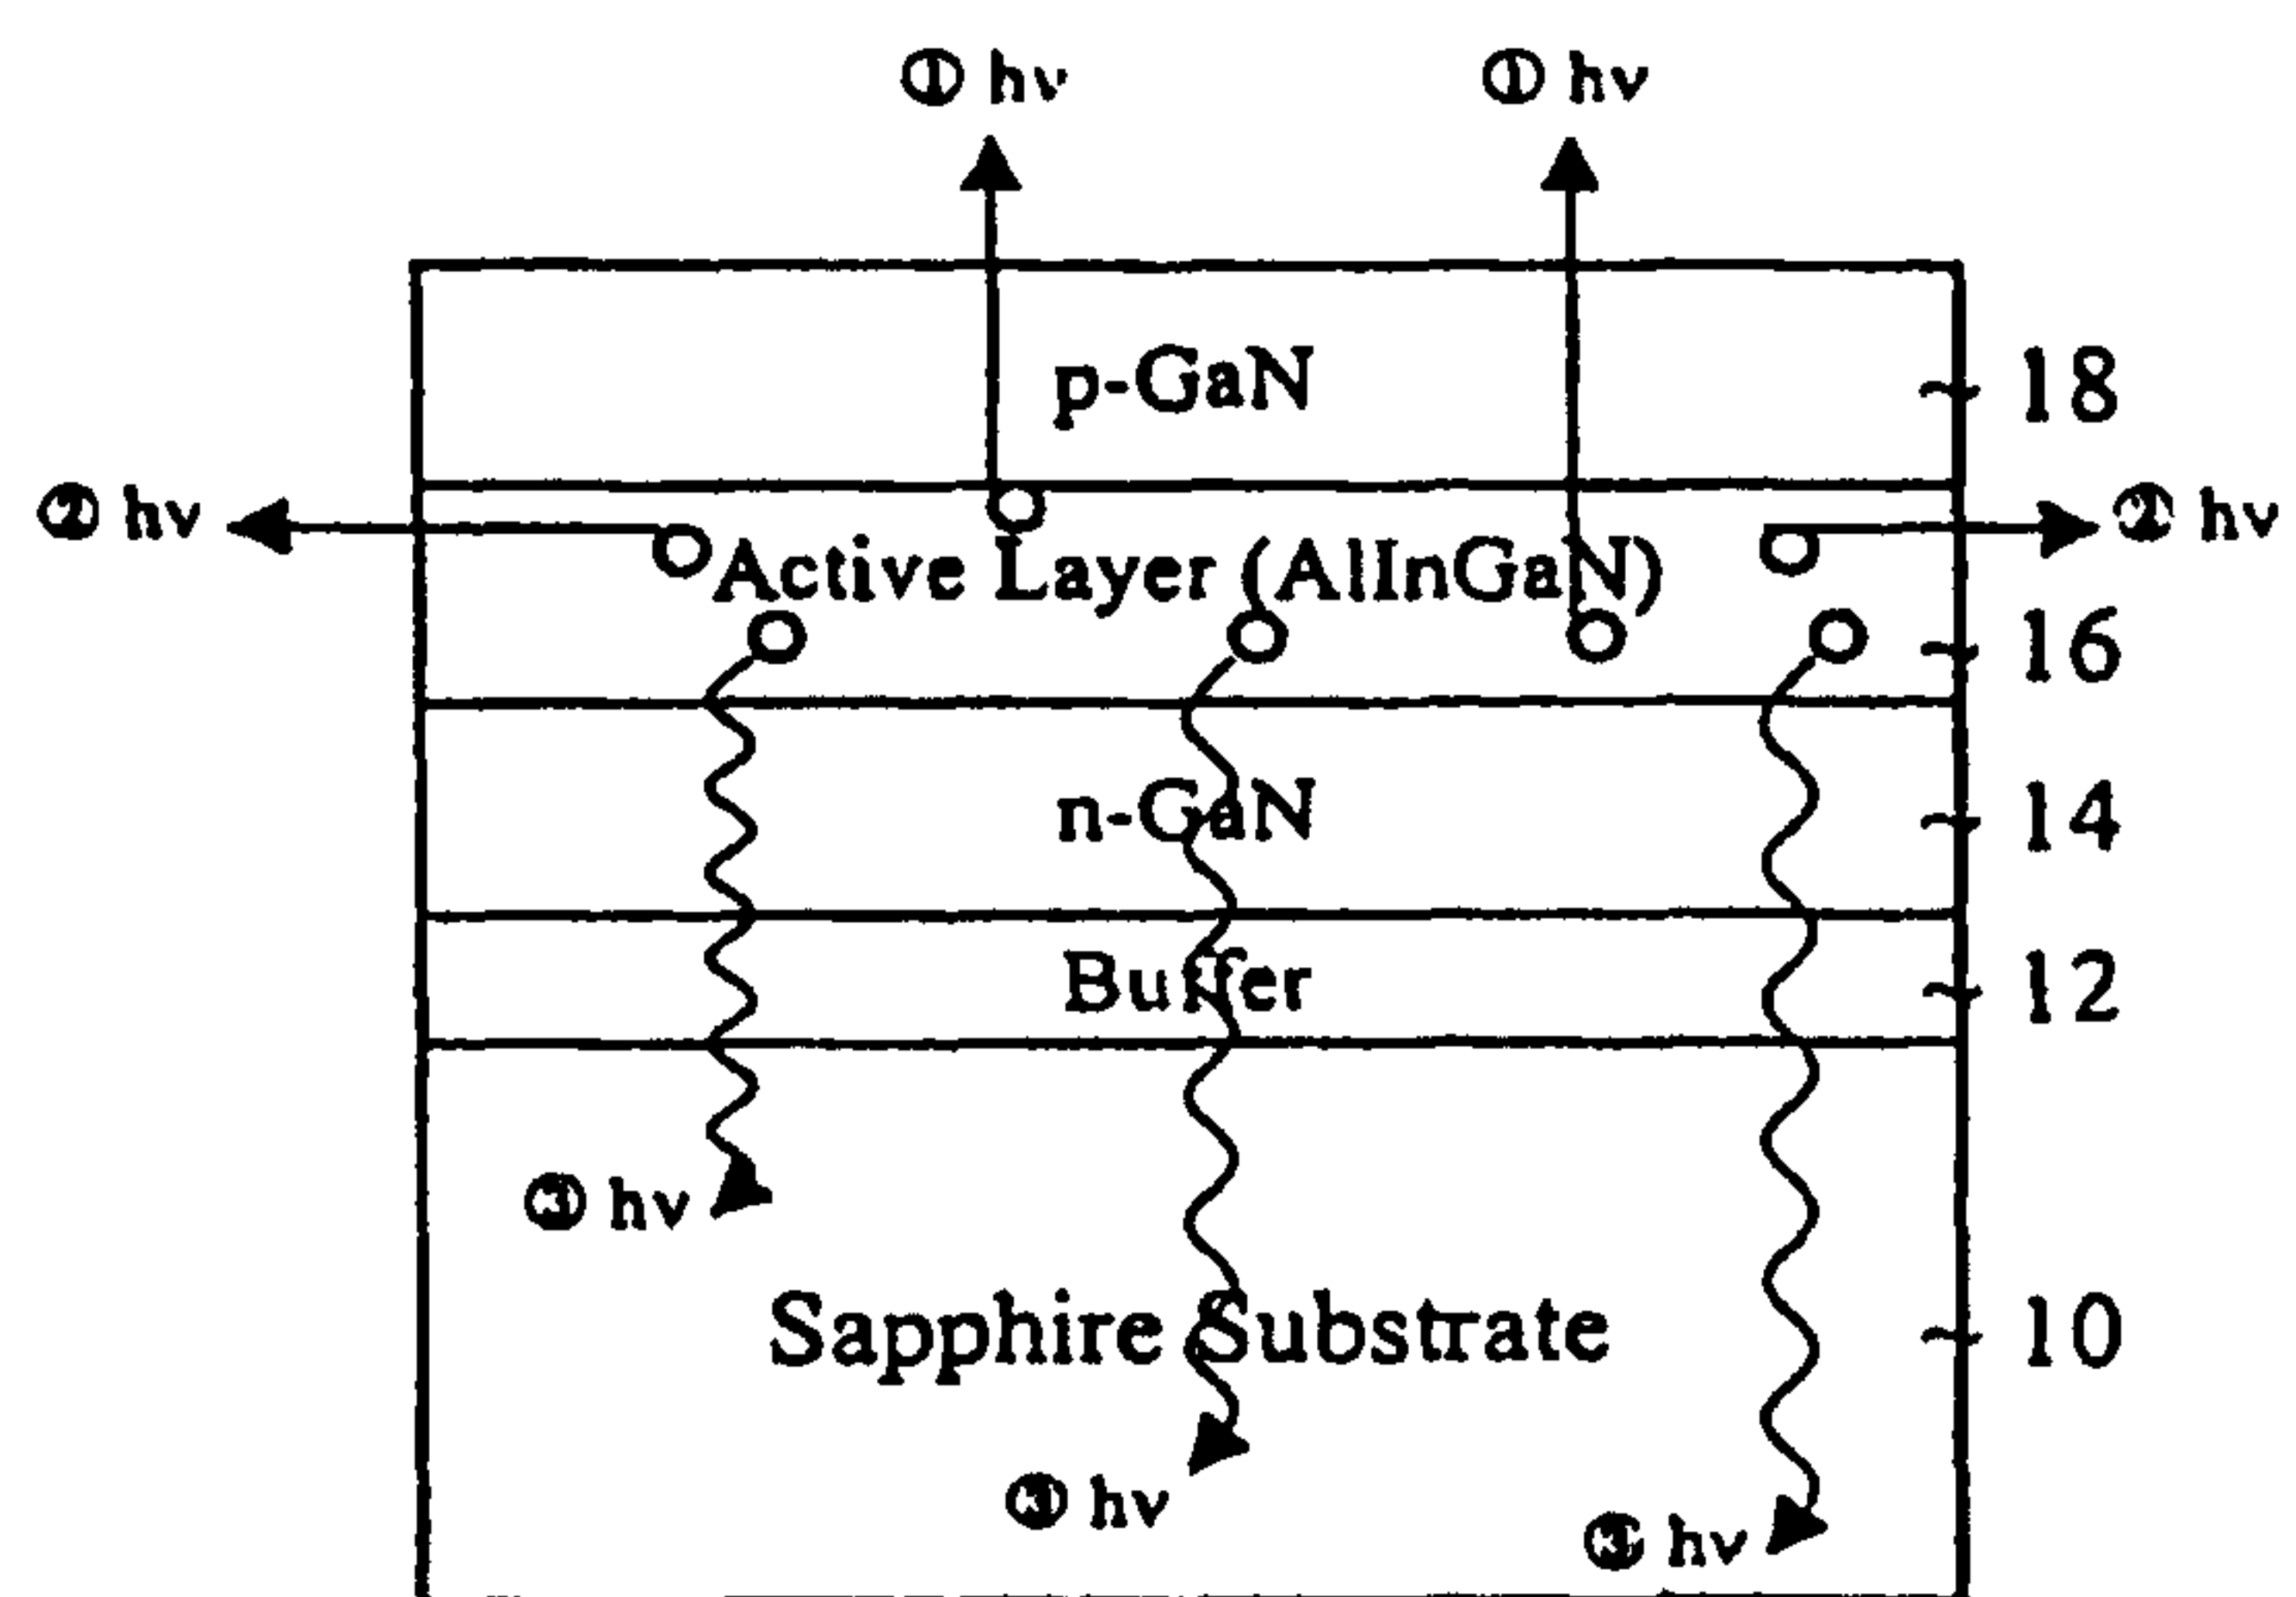 ① hν ① hν
p-GaN 18
② hν ② hν
Active Layer (AlInGaN)
16
n-GaN 14
Buffer 12
③ hν
Sapphire Substrate 10
③ hν
③ hν